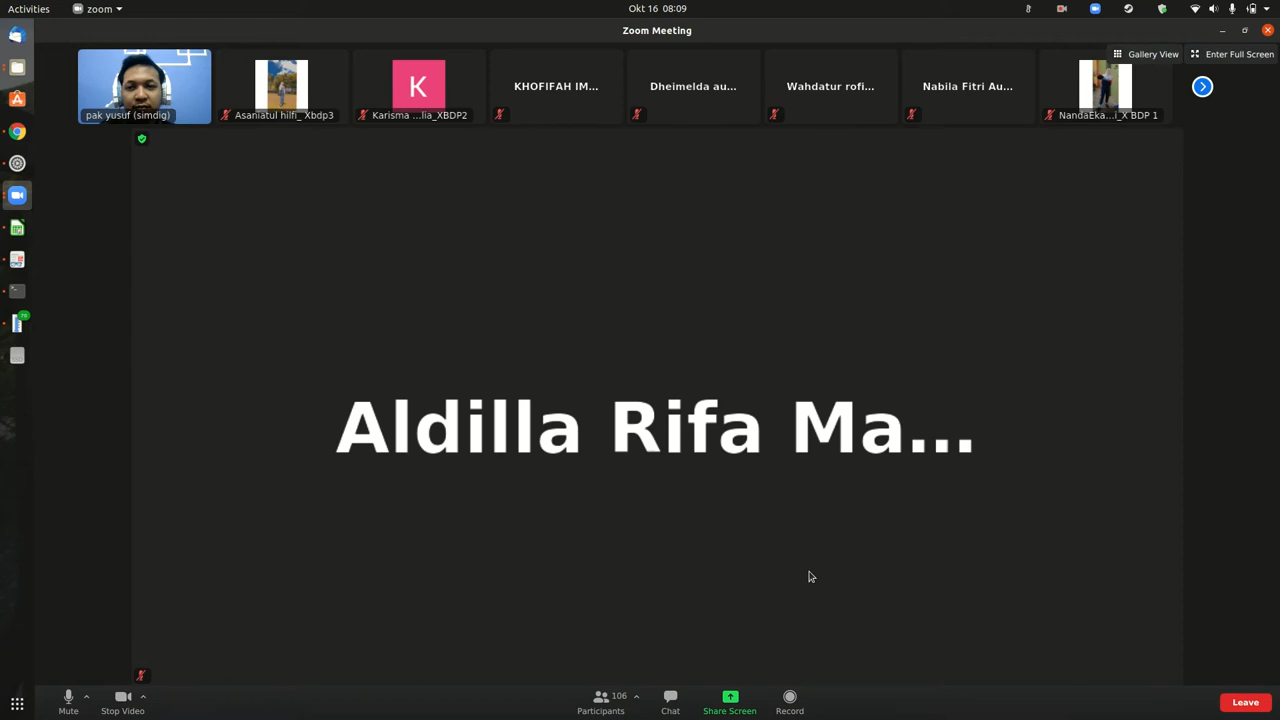 Activities
zoom
Okt 16 08:09
Zoom Meeting
Gallery View
Enter Full Screen
pak yusuf (simdig)
Asaniatul hilfi_ Xbdp3
K
Karisma ...lia_XBDP2
KHOFIFAH IM...
Dheimelda au...
Wahdatur rofi...
Nabila Fitri Au...
NandaEka...i_X BDP 1
Aldilla Rifa Ma...
Mute
Stop Video
106
Participants
Chat
Share Screen
Record
Leave